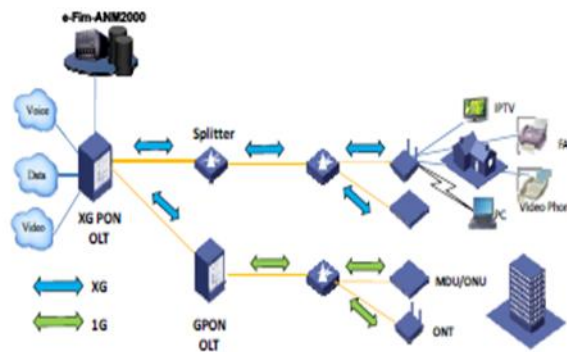 e-Fim-ANM2000
Voice
Data
Video
XG PON
OLT
Splitter
IPTV
FA
Video Phon
PC
XG
1G
GPON
OLT
MDU/ONU
ONT